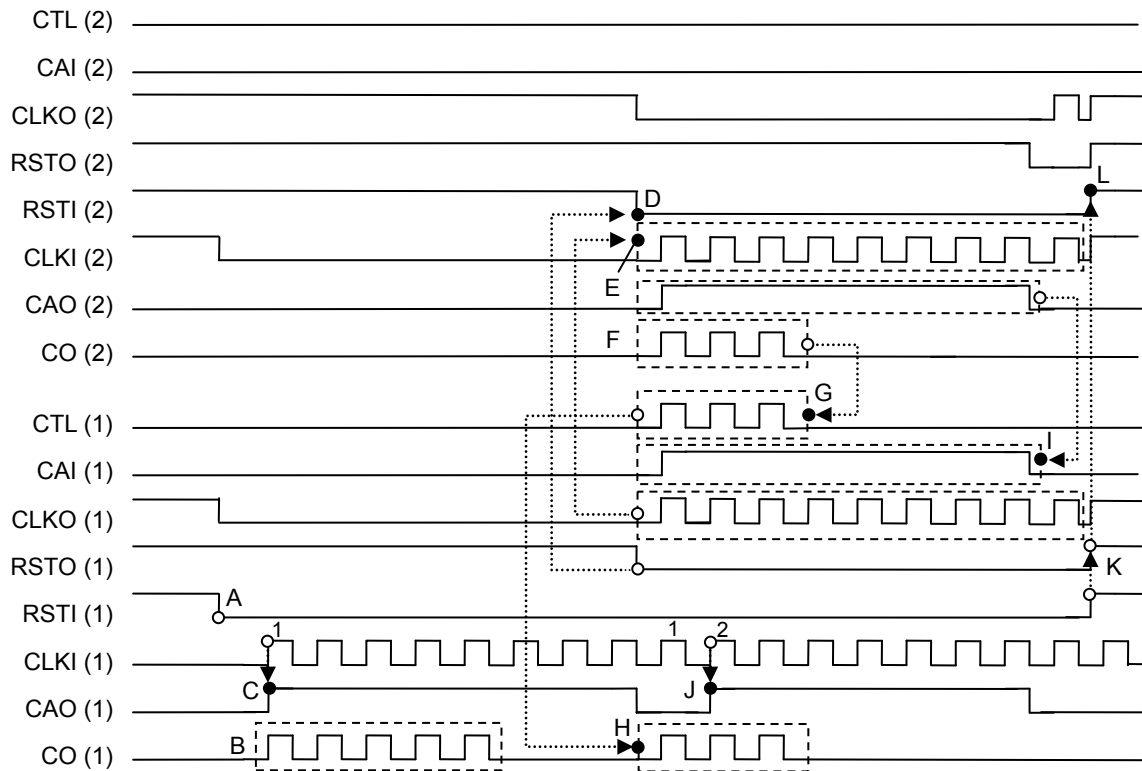 CTL (2)
CAI (2)
CLKO (2)
RSTO (2)
L
RSTI (2)
D
CLKI (2)
E
CAO (2)
CO (2)
F
G
CTL (1)
CAI (1)
I
CLKO (1)
RSTO (1)
K
RSTI (1)
A
CLKI (1)
1
1
2
CAO (1)
C
J
CO (1)
B
H